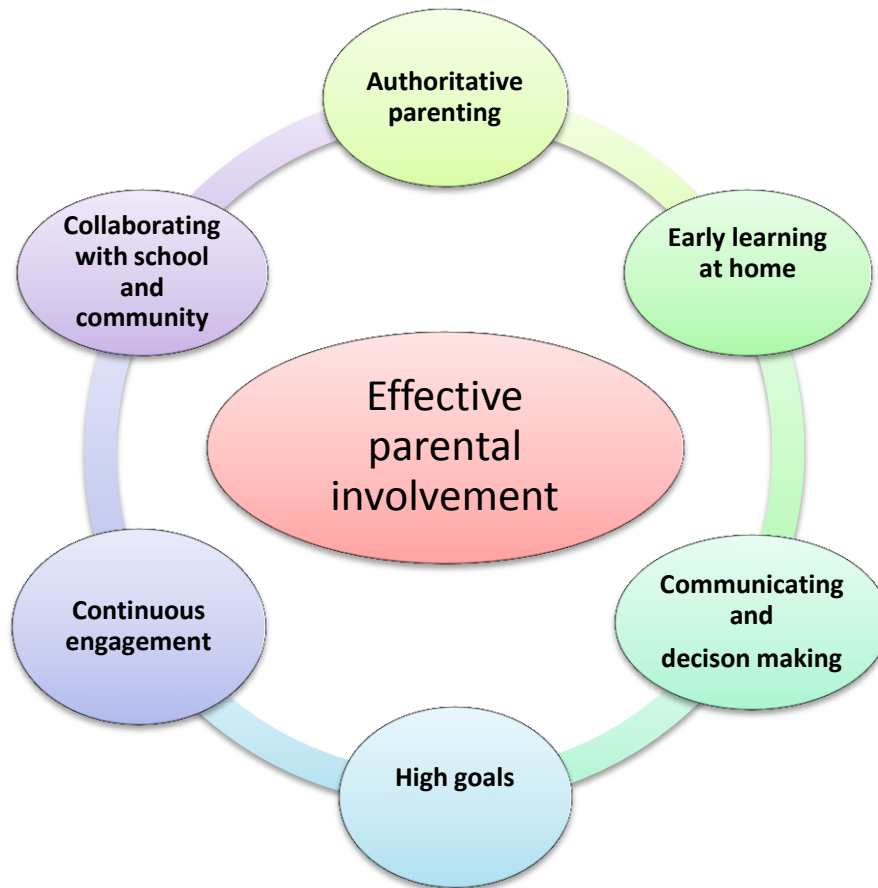 Authoritative
parenting
Early learning
at home
Communicating
and
decison making
High goals
Continuous
engagement
Collaborating
with school
and
community
Effective
parental
involvement